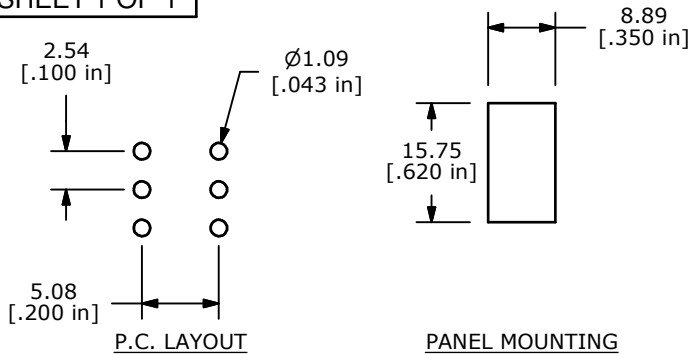 SHEET 1 OF 1
2.54
[.100 in]
Ø1.09
[.043 in]
8.89
[.350 in]
15.75
[.620 in]
5.08
[.200 in]
P.C. LAYOUT
PANEL MOUNTING